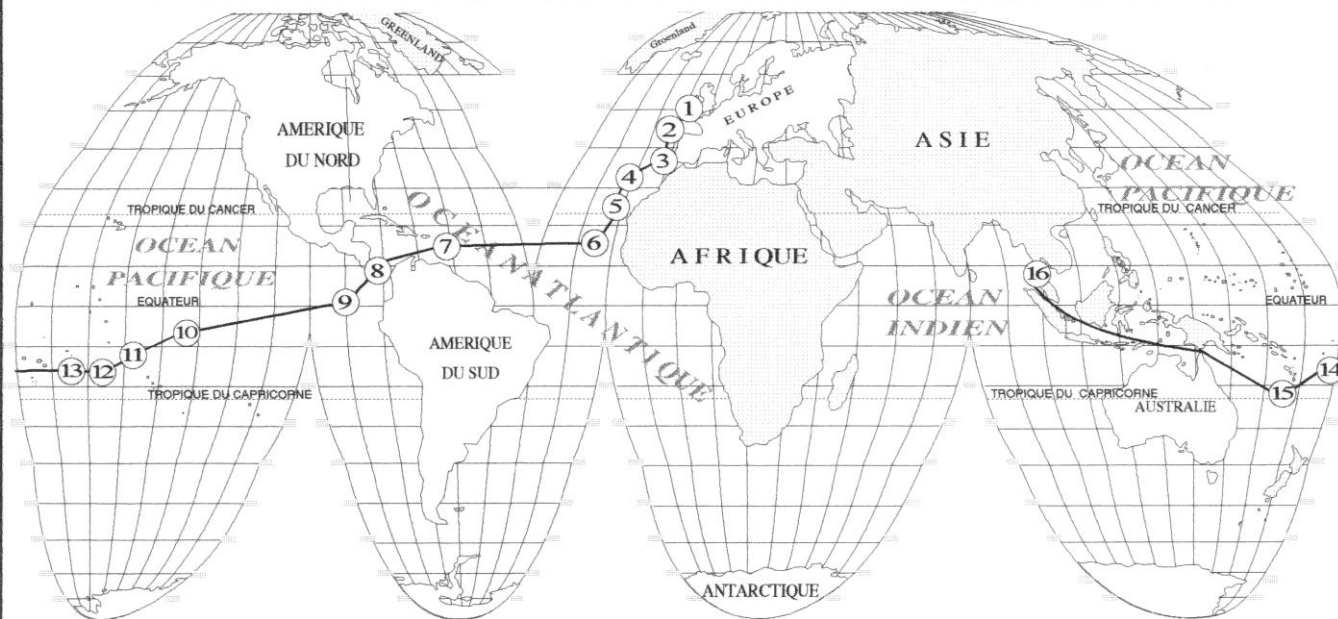 GREENLAND
Groenland
AMERIQUE
DU NORD
EUROPE
ASIE
OCEAN
PACIFIQUE
TROPIQUE DU CANCER
TROPIQUE DU CANCER
OCEAN
PACIFIQUE
OCEAN ATLANTIQUE
AFRIQUE
EQUATEUR
OCEAN
INDIEN
EQUATEUR
AMERIQUE
DU SUD
TROPIQUE DU CAPRICORNE
TROPIQUE DU CAPRICORNE
AUSTRALIE
ANTARCTIQUE
1
2
3
4
5
6
7
8
9
10
11
12
13
14
15
16